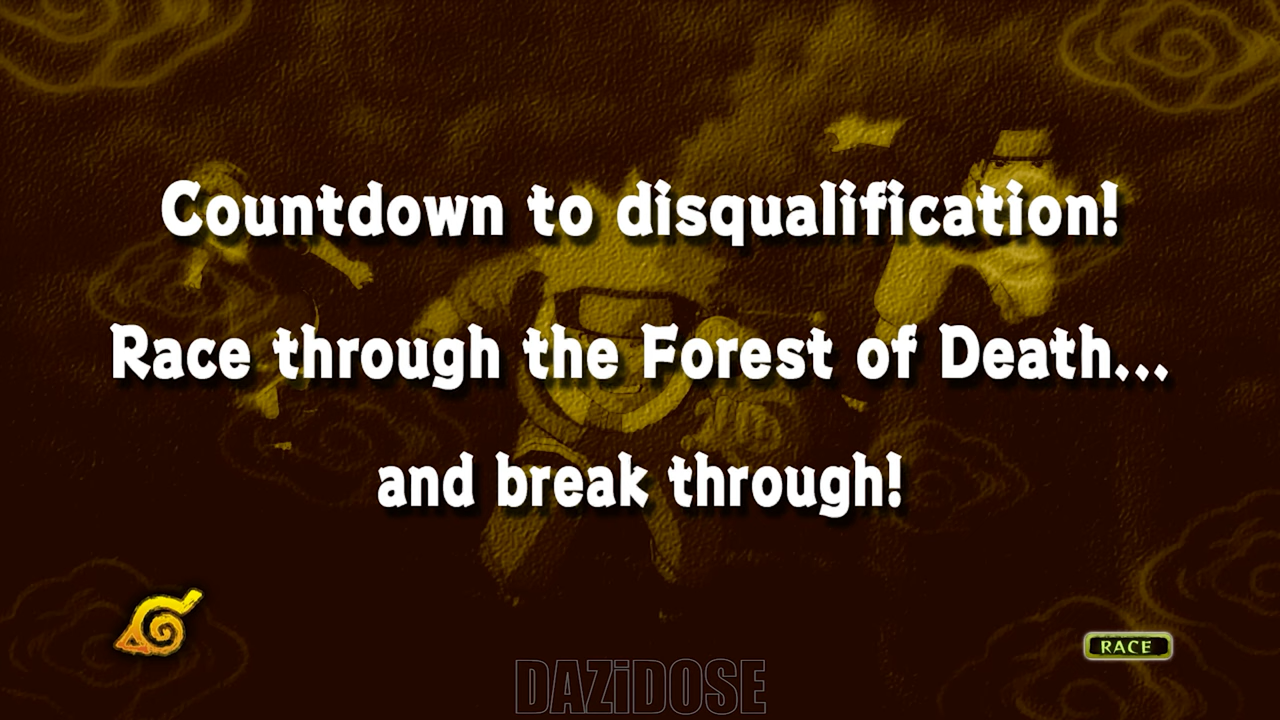 Countdown to disqualification!
Race through the Forest of Death...
and break through!
RACE
DAZiDOSE